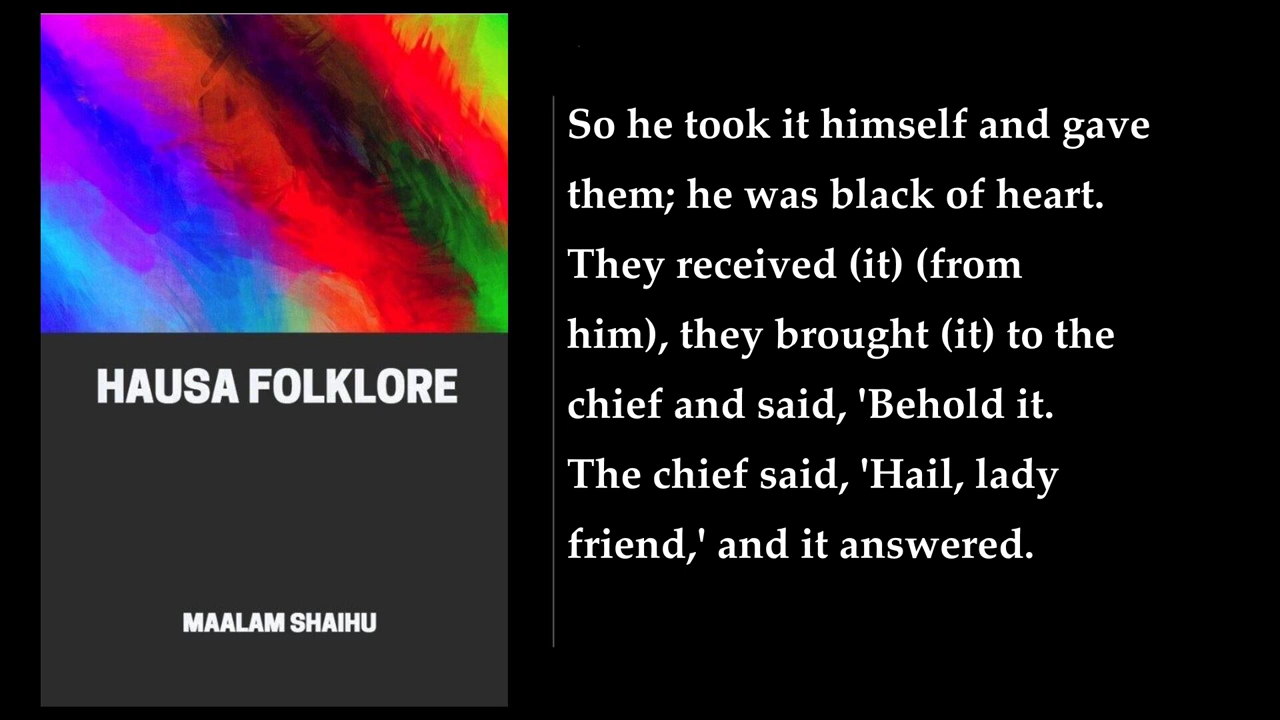 HAUSA FOLKLORE
MAALAM SHAIHU
So he took it himself and gave
them; he was black of heart.
They received (it) (from
him), they brought (it) to the
chief and said, 'Behold it.
The chief said, 'Hail, lady
friend,' and it answered.